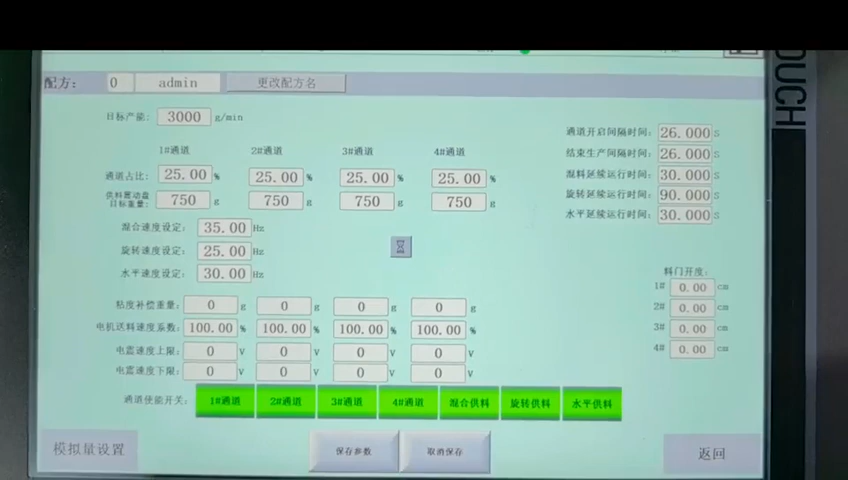 配方: 0 admin 更改配方名
目标产能: 3000 g/min
1#通道 2#通道 3#通道 4#通道
通道占比: 25.00 % 25.00 % 25.00 % 25.00 %
供料震动盘目标重量: 750 g 750 g 750 g 750 g
通道开启间隔时间: 26.000 S
结束生产间隔时间: 26.000 S
混料延续运行时间: 30.000 S
旋转延续运行时间: 90.000 S
水平延续运行时间: 30.000 S
混合速度设定: 35.00 Hz
旋转速度设定: 25.00 Hz
水平速度设定: 30.00 Hz
料门开度:
1# 0.00 cm
2# 0.00 cm
3# 0.00 cm
4# 0.00 cm
粘度补偿重量: 0 g 0 g 0 g 0 g
电机送料速度系数: 100.00 % 100.00 % 100.00 % 100.00 %
电震速度上限: 0 V 0 V 0 V 0 V
电震速度下限: 0 V 0 V 0 V 0 V
通道使能开关: 1#通道 2#通道 3#通道 4#通道 混合供料 旋转供料 水平供料
模拟量设置 保存参数 取消保存 返回
OUCH